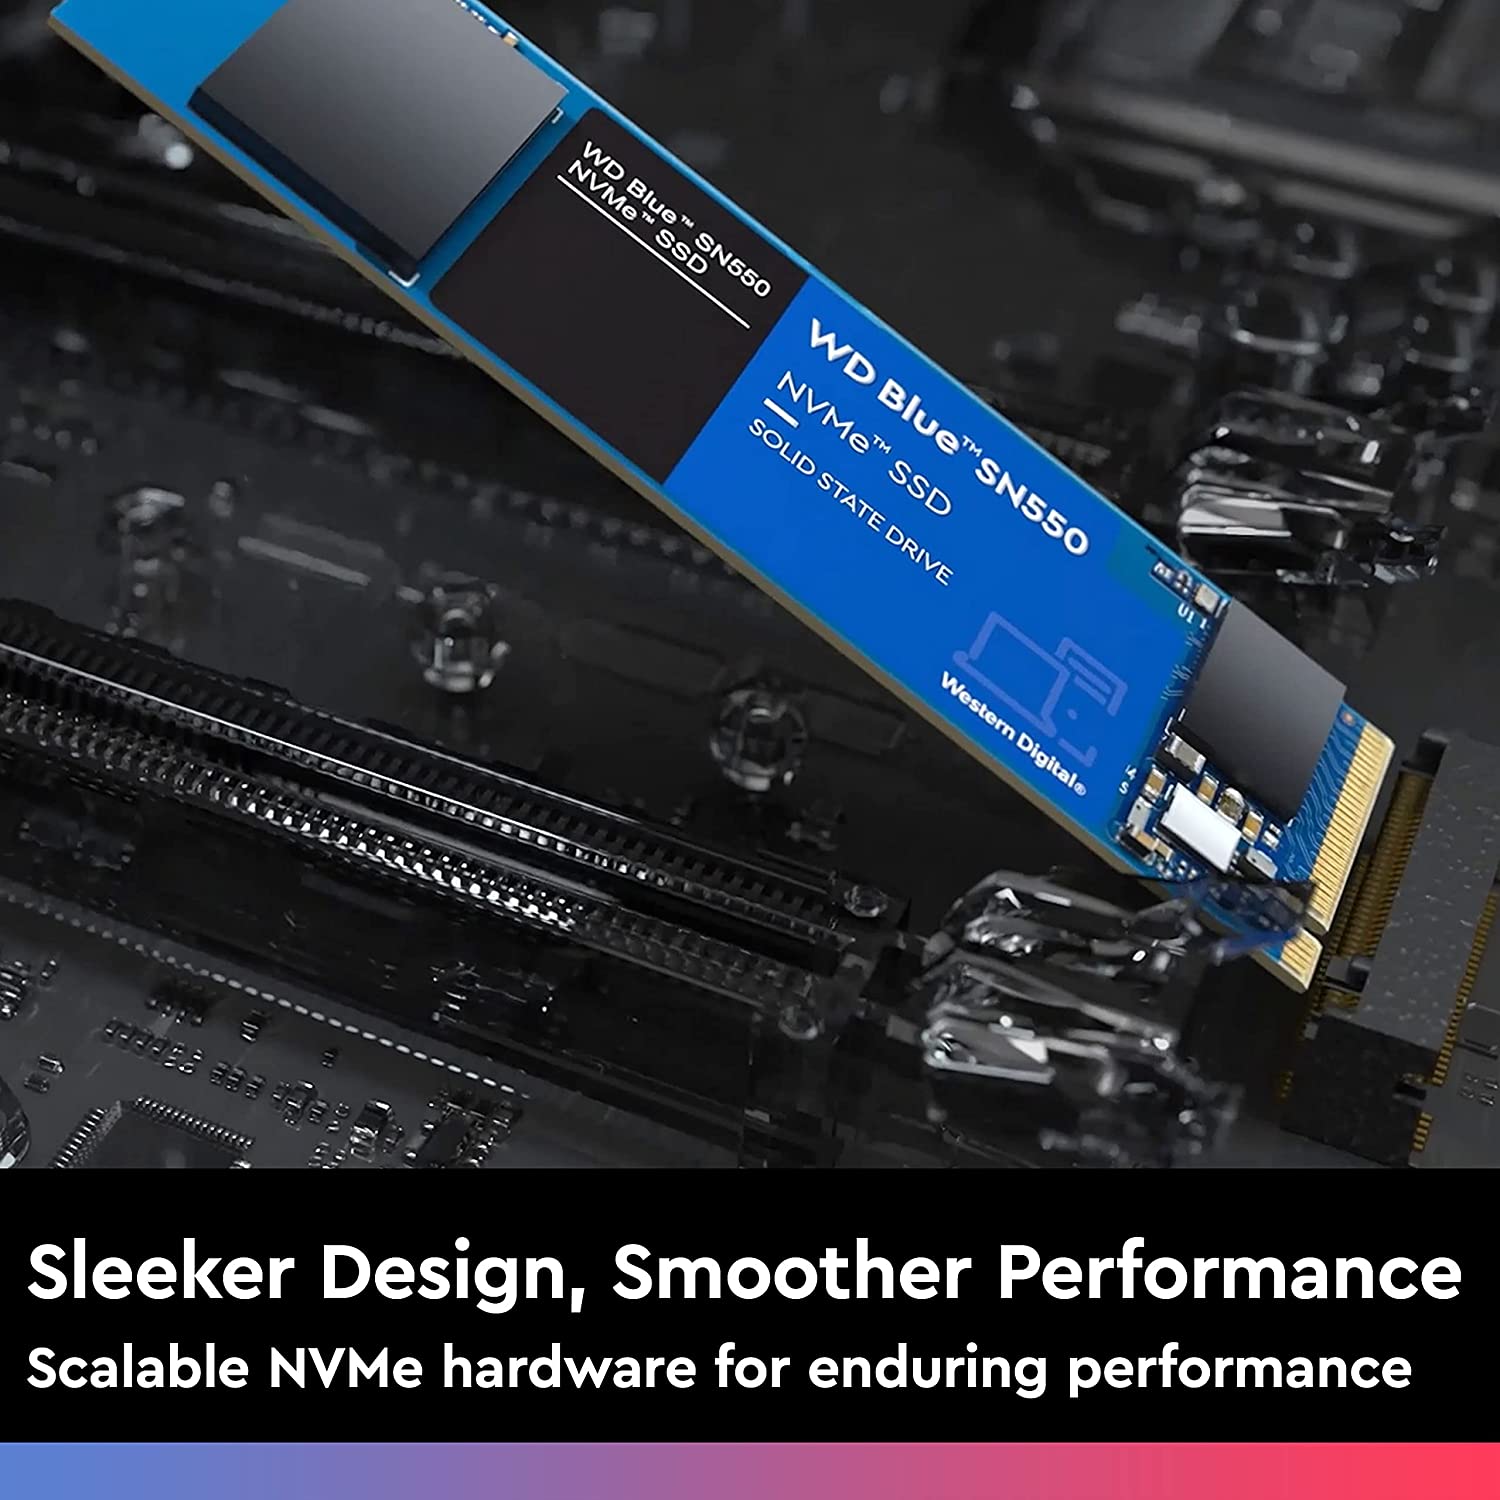 WD Blue™ SN550
NVMe™ SSD
WD Blue™ SN550
NVMe™ SSD
SOLID STATE DRIVE
Western Digital®
U1
Sleeker Design, Smoother Performance
Scalable NVMe hardware for enduring performance